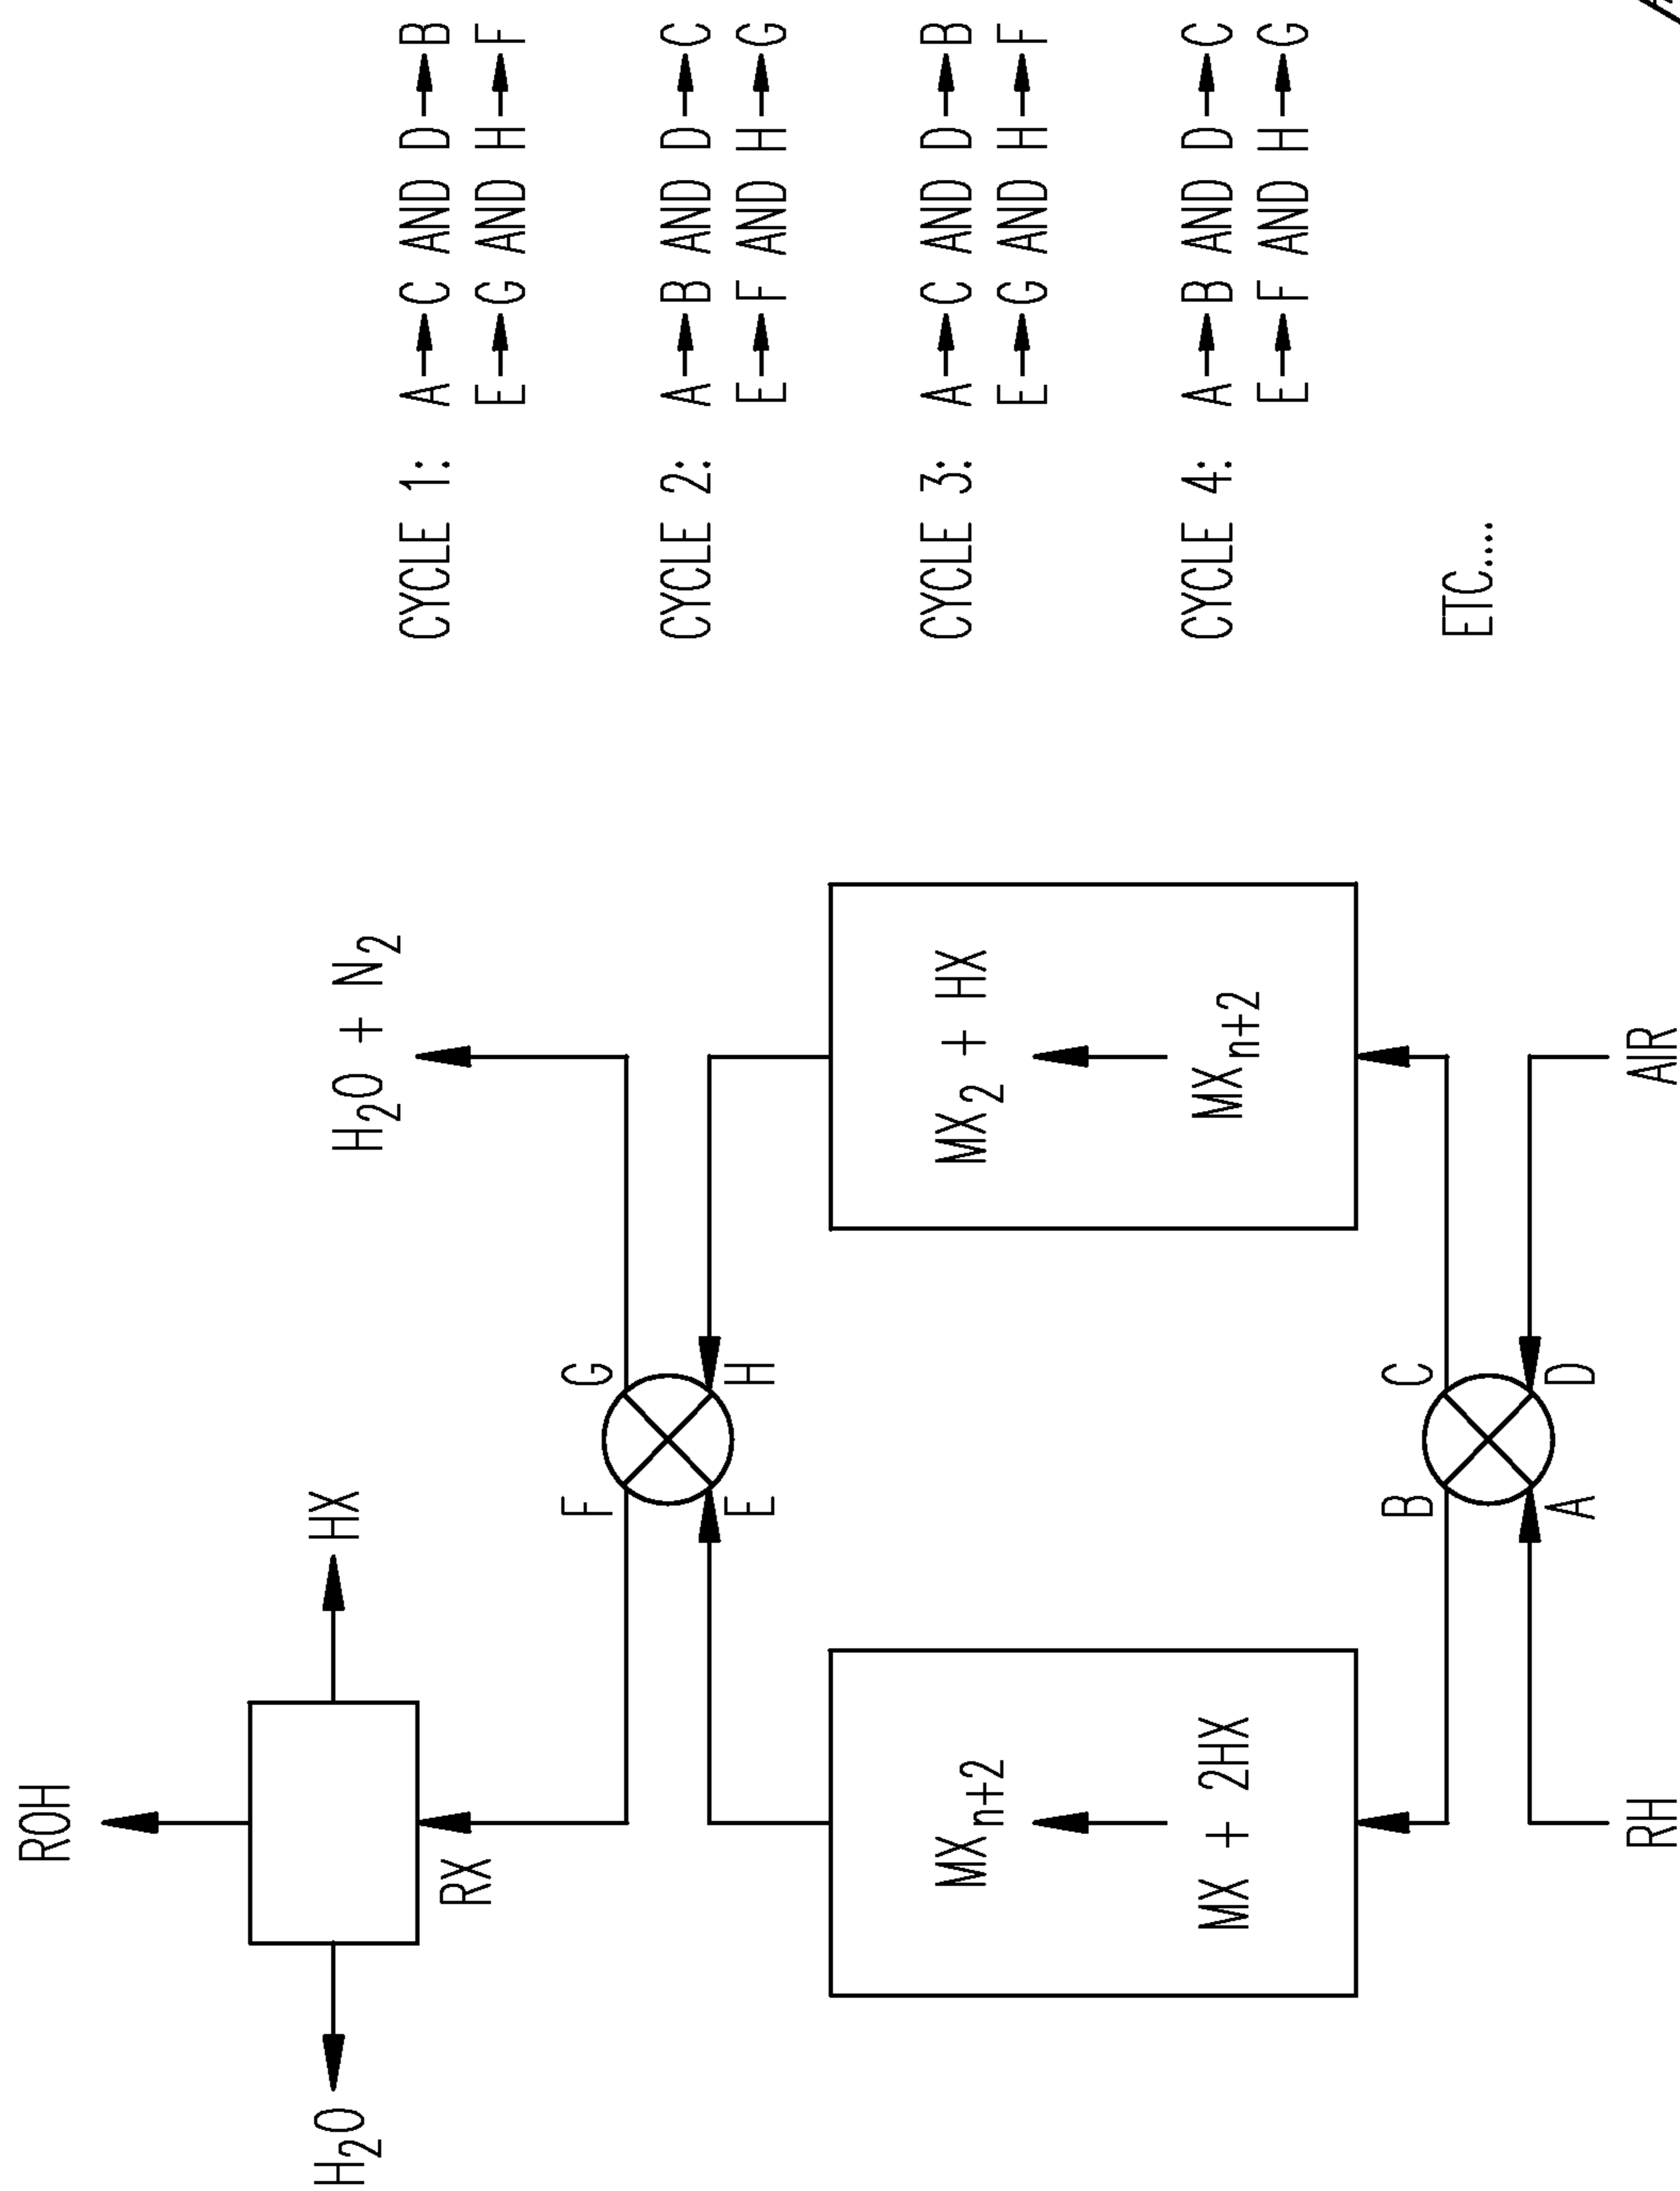 ROH
H₂O
HX
RX
H₂O + N₂
F
G
E
H
MXₙ₊₂
MX + 2HX
MX₂ + HX
MXₙ₊₂
B
C
A
D
RH
AIR
CYCLE 1: A→C AND D→B
E→G AND H→F
CYCLE 2: A→B AND D→C
E→F AND H→G
CYCLE 3: A→C AND D→B
E→G AND H→F
CYCLE 4: A→B AND D→C
E→F AND H→G
ETC....